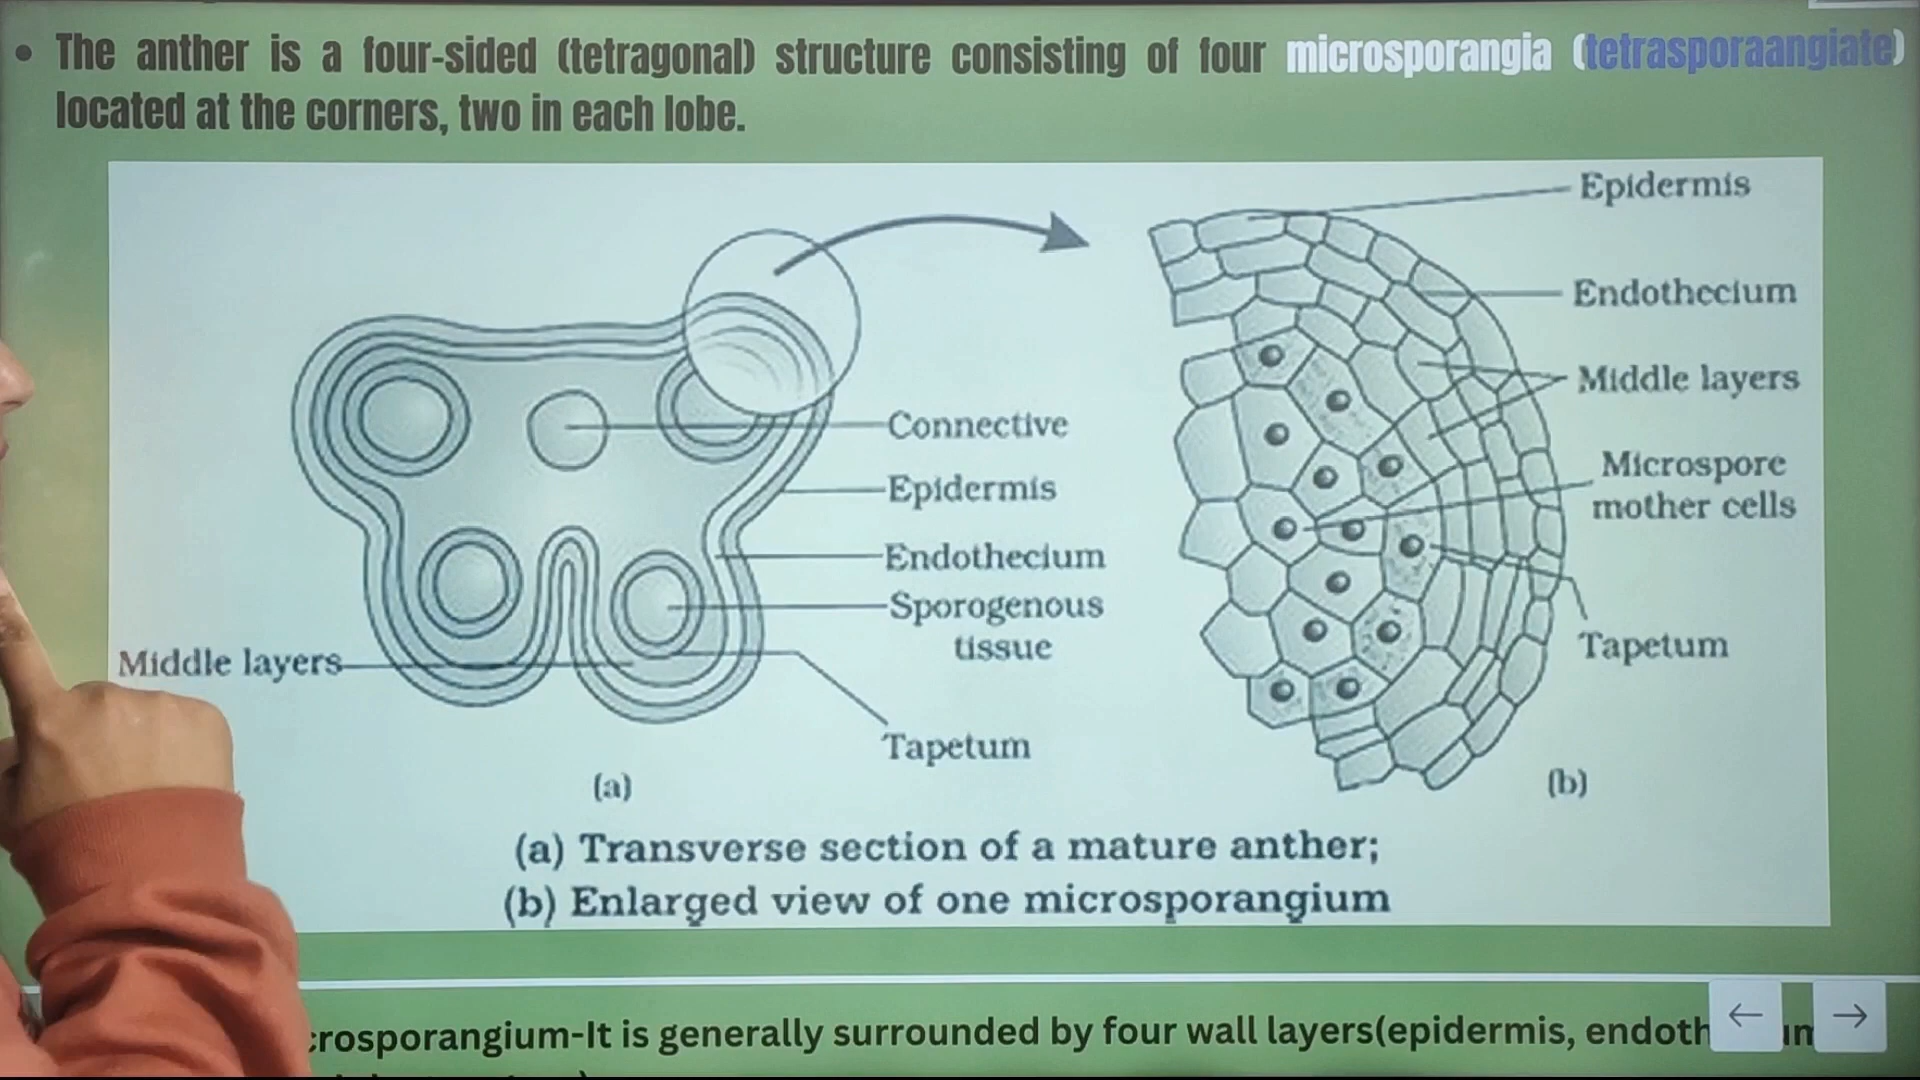 • The anther is a four-sided (tetragonal) structure consisting of four microsporangia (tetrasporaangiate)
located at the corners, two in each lobe.
Epidermis
Endothecium
Middle layers
Microspore
mother cells
Tapetum
Connective
Epidermis
Endothecium
Sporogenous
tissue
Middle layers
Tapetum
(a)
(b)
(a) Transverse section of a mature anther;
(b) Enlarged view of one microsporangium
crosporangium-It is generally surrounded by four wall layers(epidermis, endoth